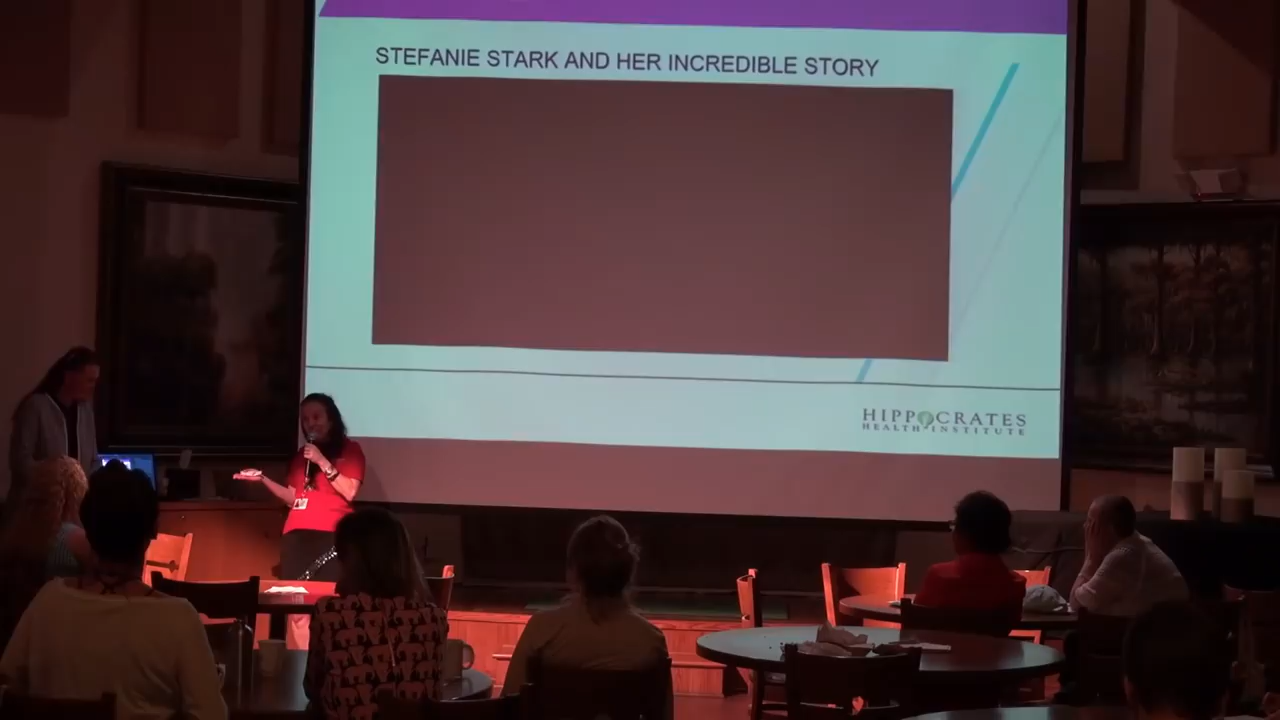 STEFANIE STARK AND HER INCREDIBLE STORY
HIPPOCRATES
HEALTH INSTITUTE